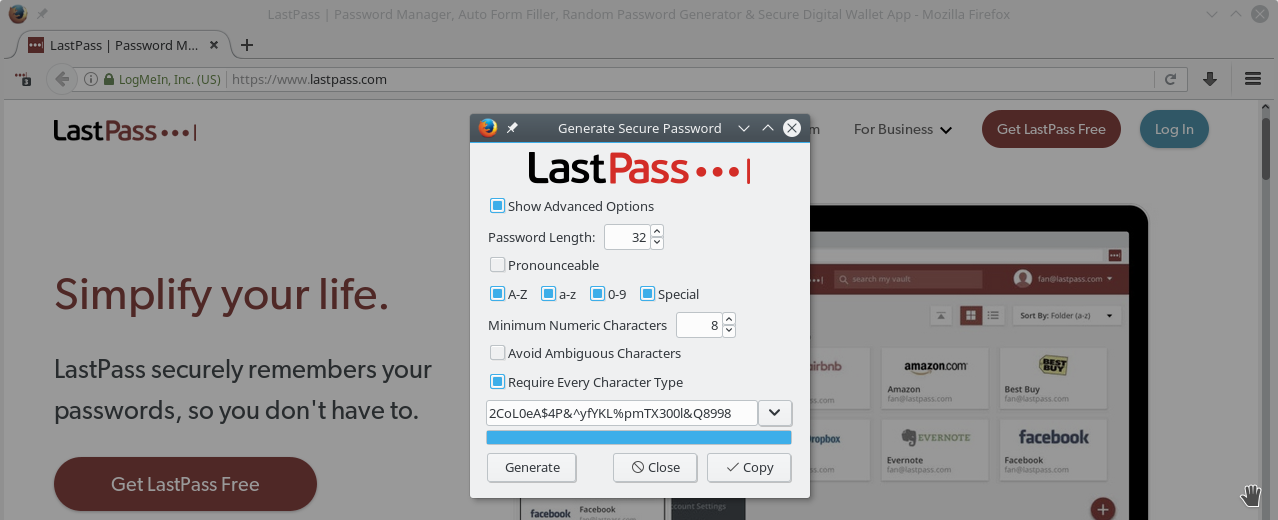 LastPass | Password Manager, Auto Form Filler, Random Password Generator & Secure Digital Wallet App - Mozilla Firefox
LastPass | Password M...
LogMeIn, Inc. (US) https://www.lastpass.com
LastPass
For Business
Get LastPass Free
Log In
Generate Secure Password
LastPass
Show Advanced Options
Password Length: 32
Pronounceable
A-Z a-z 0-9 Special
Minimum Numeric Characters 8
Avoid Ambiguous Characters
Require Every Character Type
2CoL0eA$4P&^yfYKL%pmTX300l&Q8998
Generate Close Copy
Simplify your life.
LastPass securely remembers your
passwords, so you don't have to.
Get LastPass Free
search my vault
fan@lastpass.com
Sort By: Folder (a-z)
airbnb
amazon.com
Amazon
fan@lastpass.com
BEST BUY
Best Buy
fan@lastpass.com
Dropbox
EVERNOTE
Evernote
fan@lastpass.com
facebook
Facebook
fan@lastpass.com
facebook
Facebook
fan@lastpass.com
count Settings